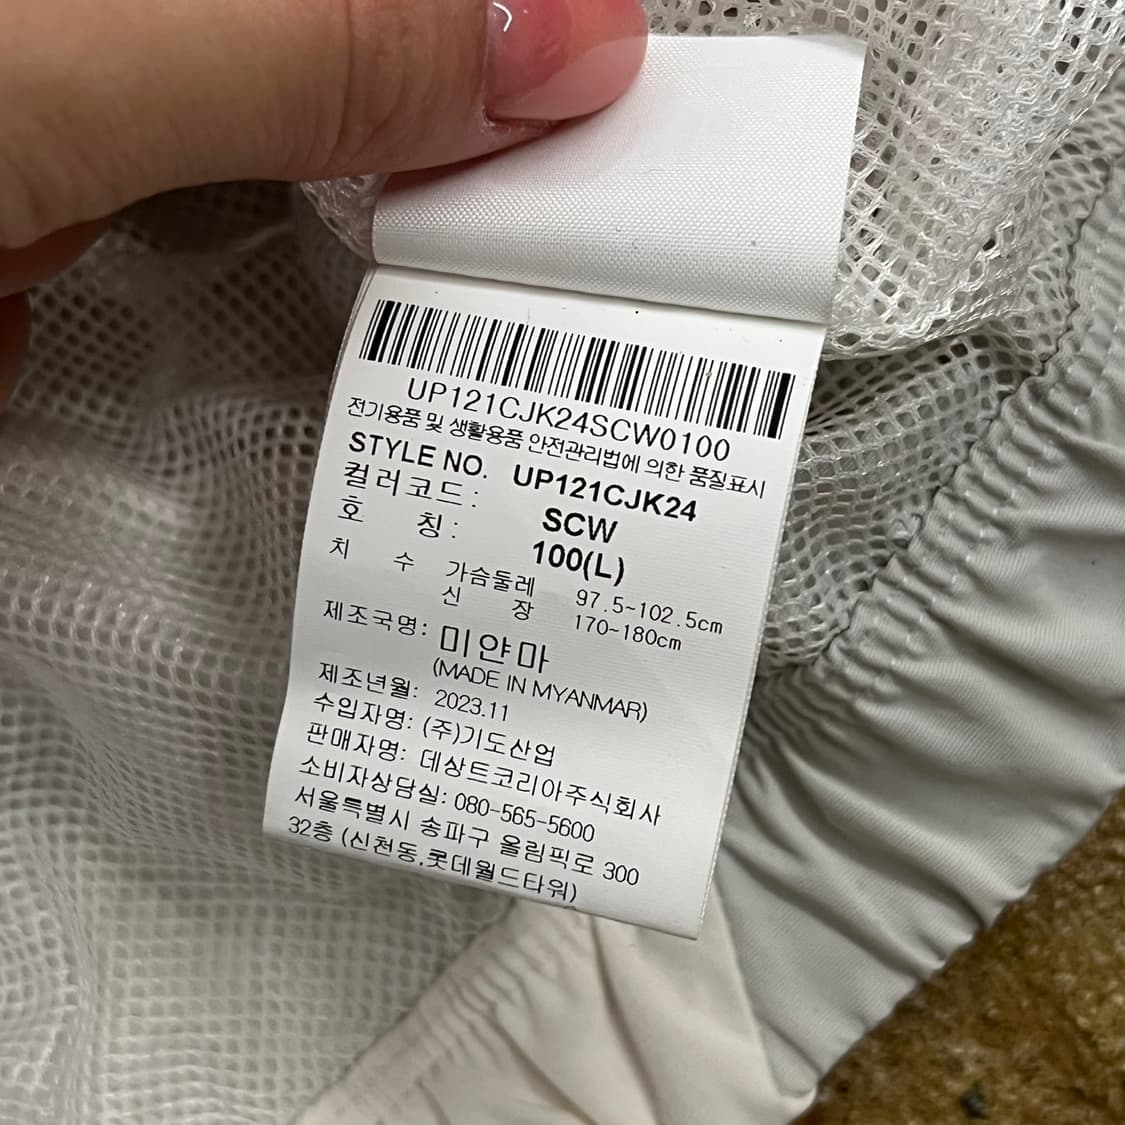 UP121CJK24SCW0100
전기용품 및 생활용품 안전관리법에 의한 품질표시
STYLE NO. UP121CJK24
컬러코드 : SCW
호 칭 : 100(L)
치 수 가슴둘레 97.5~102.5cm
신 장 170~180cm
제조국명: 미얀마
(MADE IN MYANMAR)
제조년월: 2023.11
수입자명: (주)기도산업
판매자명: 데상트코리아주식회사
소비자상담실: 080-565-5600
서울특별시 송파구 올림픽로 300
32층 (신천동,롯데월드타워)